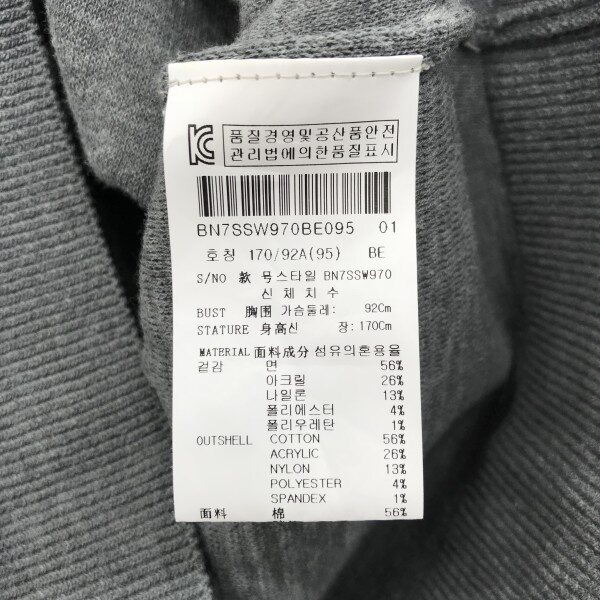 KC 품질경영및공산품안전
관리법에의한품질표시
BN7SSW970BE095 01
호칭 170/92A(95) BE
S/NO 款 号스타일 BN7SSW970
신 체 치 수
BUST 胸围 가슴둘레: 92Cm
STATURE 身高신 장: 170Cm
MATERIAL 面料成分 섬유의혼용율
겉감 면 56%
아크릴 26%
나일론 13%
폴리에스터 4%
폴리우레탄 1%
OUTSHELL COTTON 56%
ACRYLIC 26%
NYLON 13%
POLYESTER 4%
SPANDEX 1%
面料 棉 56%